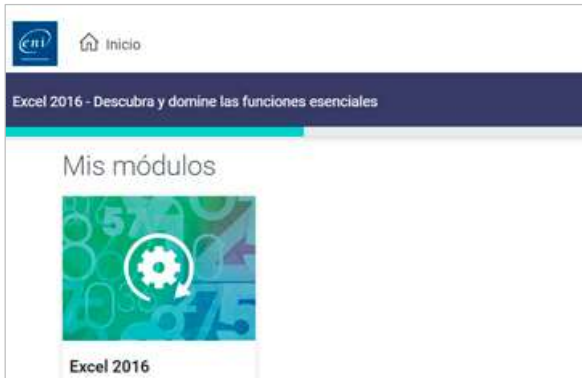 eni
Inicio
Excel 2016 - Descubra y domine las funciones esenciales
Mis módulos
Excel 2016